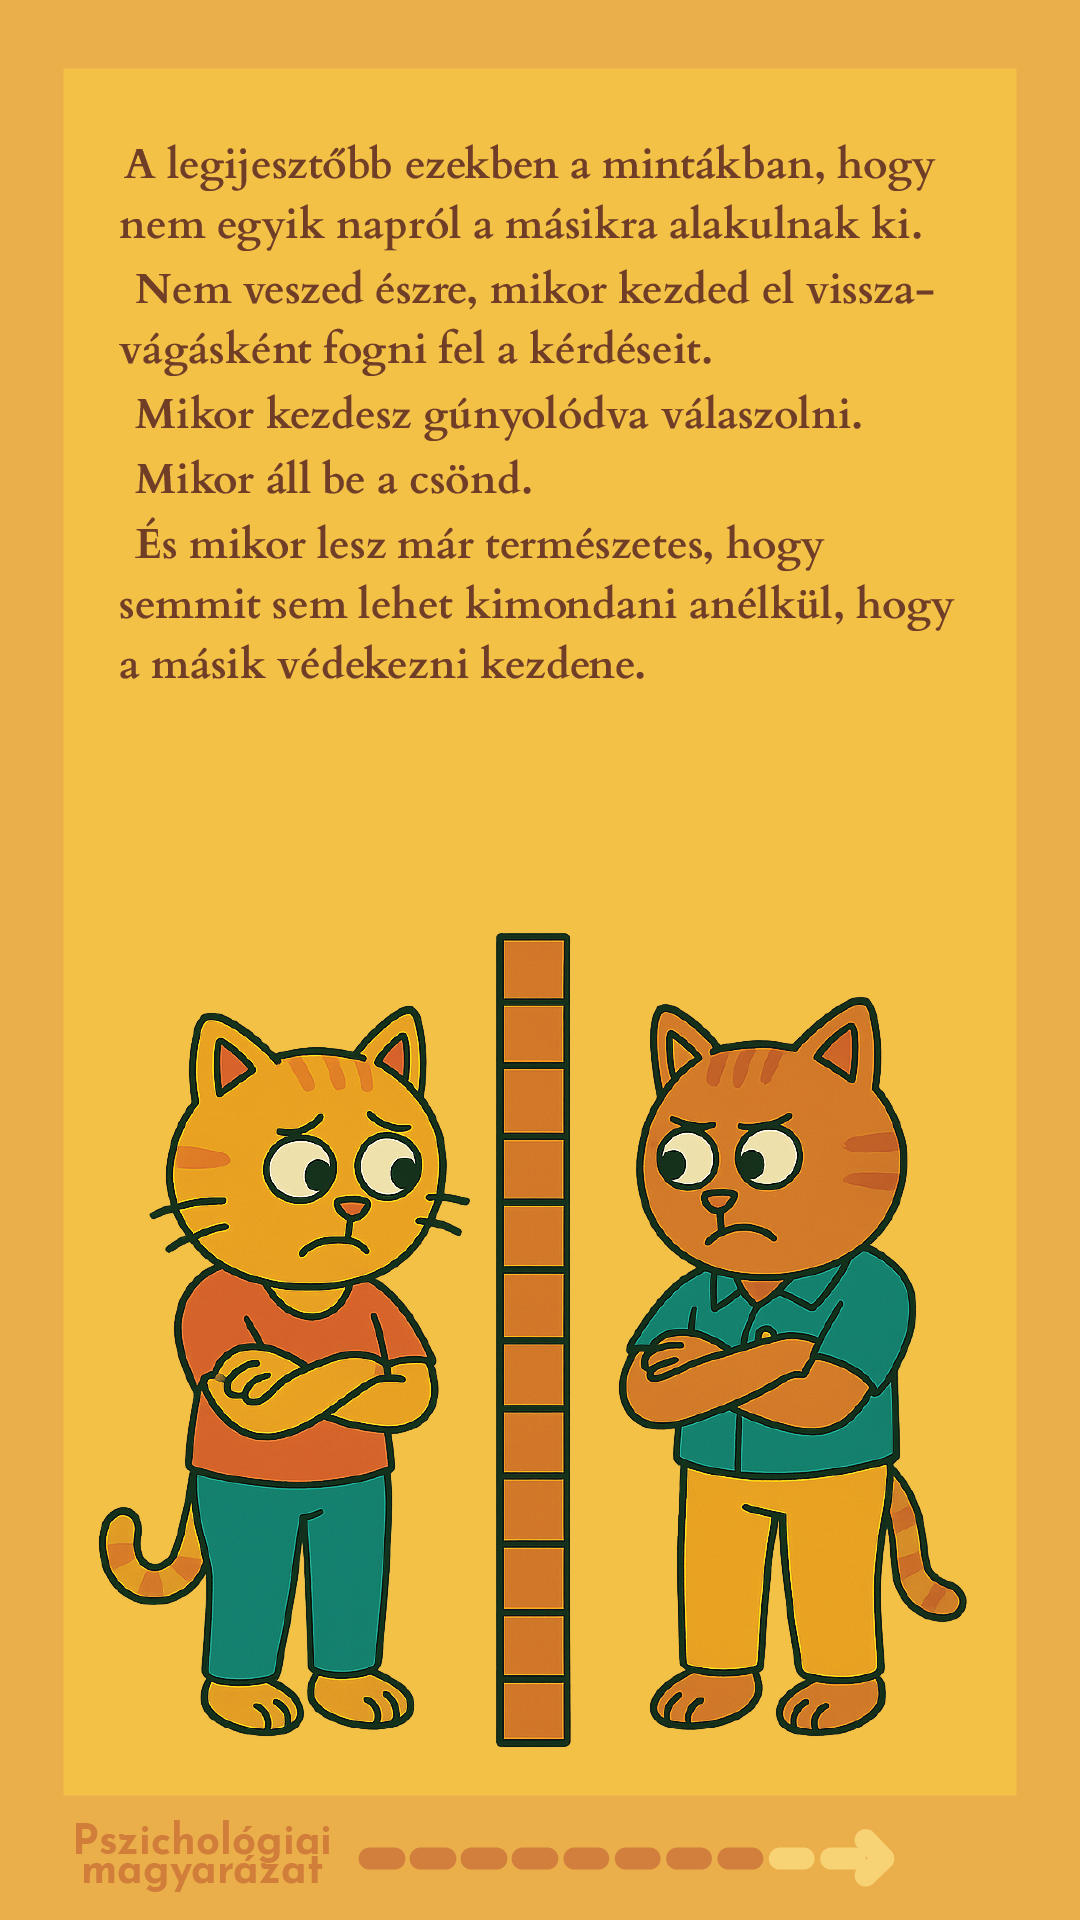 A legijesztőbb ezekben a mintákban, hogy
nem egyik napról a másikra alakulnak ki.
Nem veszed észre, mikor kezded el vissza-
vágásként fogni fel a kérdéseit.
Mikor kezdesz gúnyolódva válaszolni.
Mikor áll be a csönd.
És mikor lesz már természetes, hogy
semmit sem lehet kimondani anélkül, hogy
a másik védekezni kezdene.
Pszichológiai
magyarázat